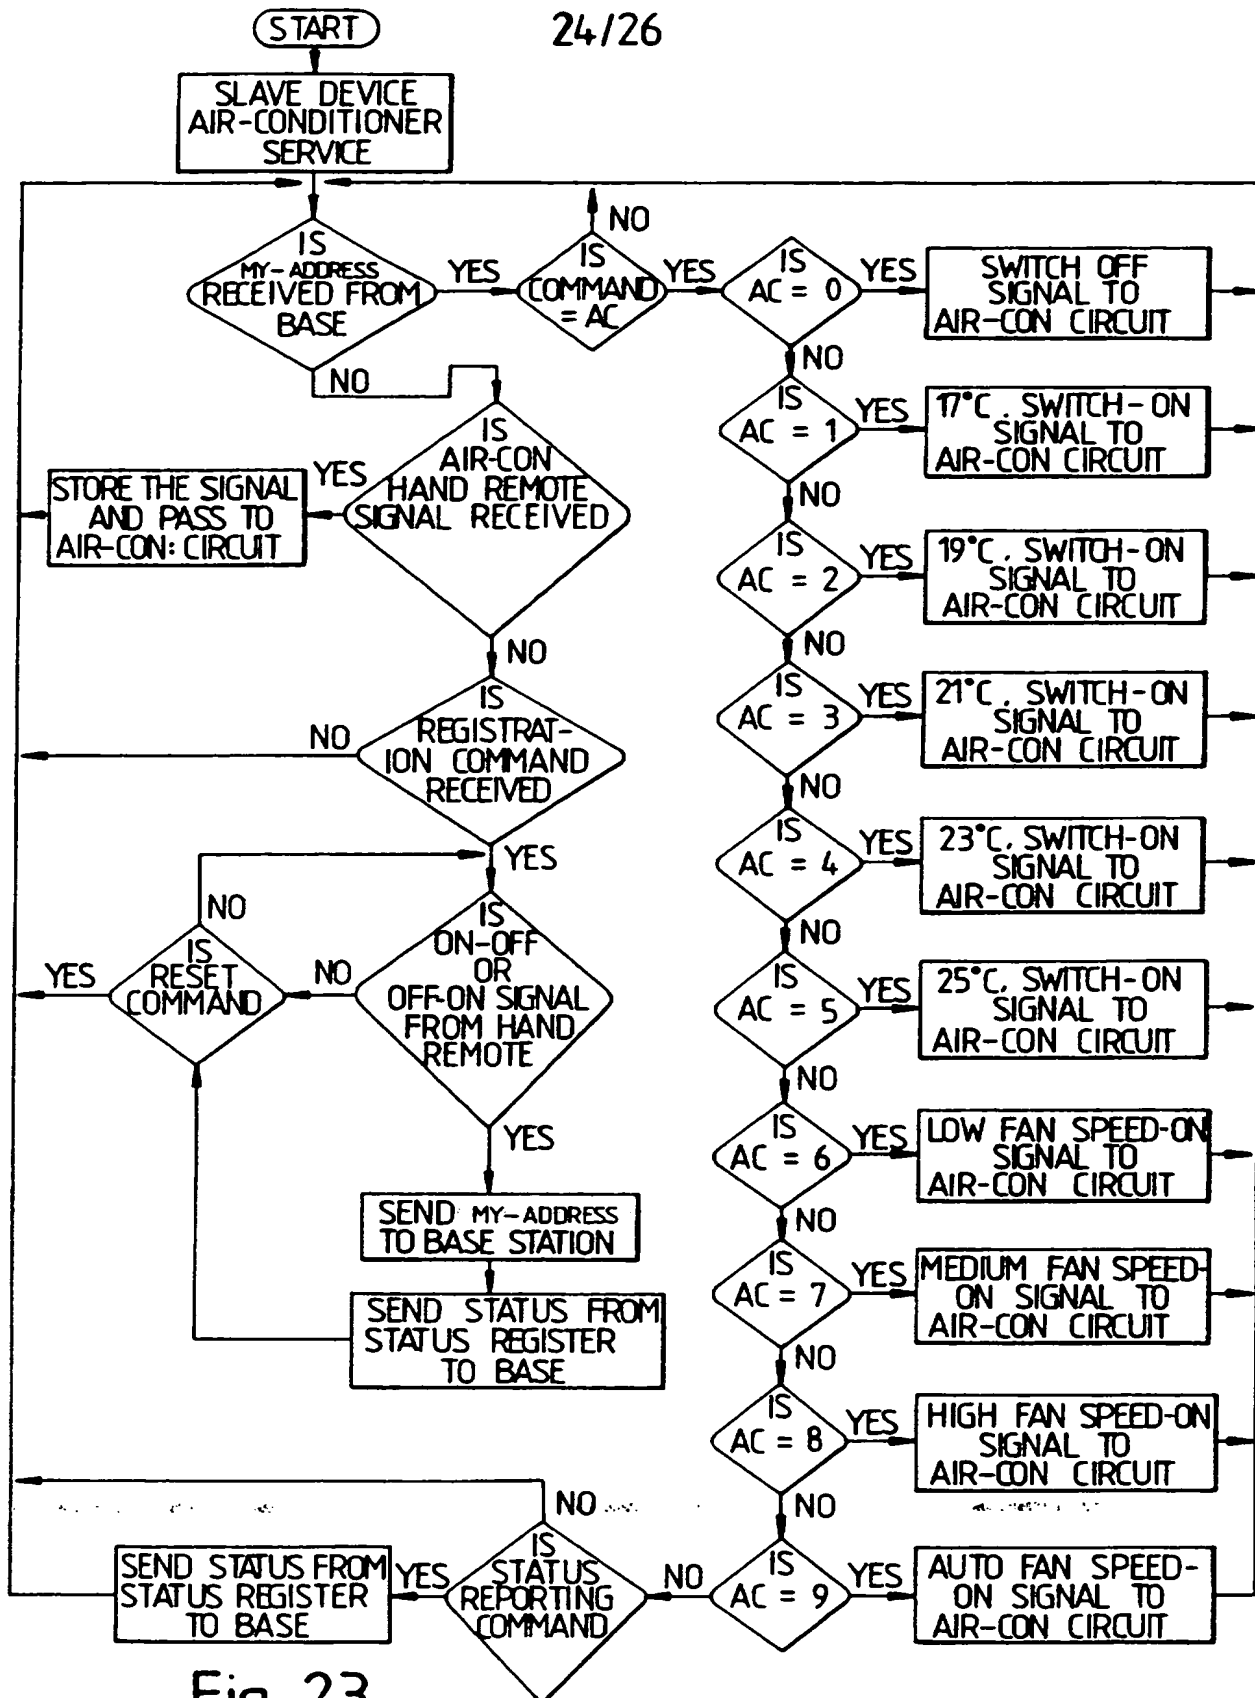 24/26
START
SLAVE DEVICE
AIR-CONDITIONER
SERVICE
IS
MY-ADDRESS
RECEIVED FROM
BASE
YES
NO
IS
COMMAND
= AC
NO
YES
IS
AC = 0
YES
SWITCH OFF
SIGNAL TO
AIR-CON CIRCUIT
NO
IS
AC = 1
YES
17°C. SWITCH-ON
SIGNAL TO
AIR-CON CIRCUIT
NO
IS
AC = 2
YES
19°C. SWITCH-ON
SIGNAL TO
AIR-CON CIRCUIT
NO
IS
AC = 3
YES
21°C. SWITCH-ON
SIGNAL TO
AIR-CON CIRCUIT
NO
IS
AC = 4
YES
23°C. SWITCH-ON
SIGNAL TO
AIR-CON CIRCUIT
NO
IS
AC = 5
YES
25°C. SWITCH-ON
SIGNAL TO
AIR-CON CIRCUIT
NO
IS
AC = 6
YES
LOW FAN SPEED-ON
SIGNAL TO
AIR-CON CIRCUIT
NO
IS
AC = 7
YES
MEDIUM FAN SPEED-
ON SIGNAL TO
AIR-CON CIRCUIT
NO
IS
AC = 8
YES
HIGH FAN SPEED-ON
SIGNAL TO
AIR-CON CIRCUIT
NO
IS
AC = 9
YES
AUTO FAN SPEED-
ON SIGNAL TO
AIR-CON CIRCUIT
NO
IS
STATUS
REPORTING
COMMAND
NO
YES
SEND STATUS FROM
STATUS REGISTER
TO BASE
IS
AIR-CON
HAND REMOTE
SIGNAL RECEIVED
YES
STORE THE SIGNAL
AND PASS TO
AIR-CON: CIRCUIT
NO
IS
REGISTRAT-
ION COMMAND
RECEIVED
NO
YES
IS
ON-OFF
OR
OFF-ON SIGNAL
FROM HAND
REMOTE
NO
IS
RESET
COMMAND
NO
YES
YES
SEND MY-ADDRESS
TO BASE STATION
SEND STATUS FROM
STATUS REGISTER
TO BASE
Fig. 23